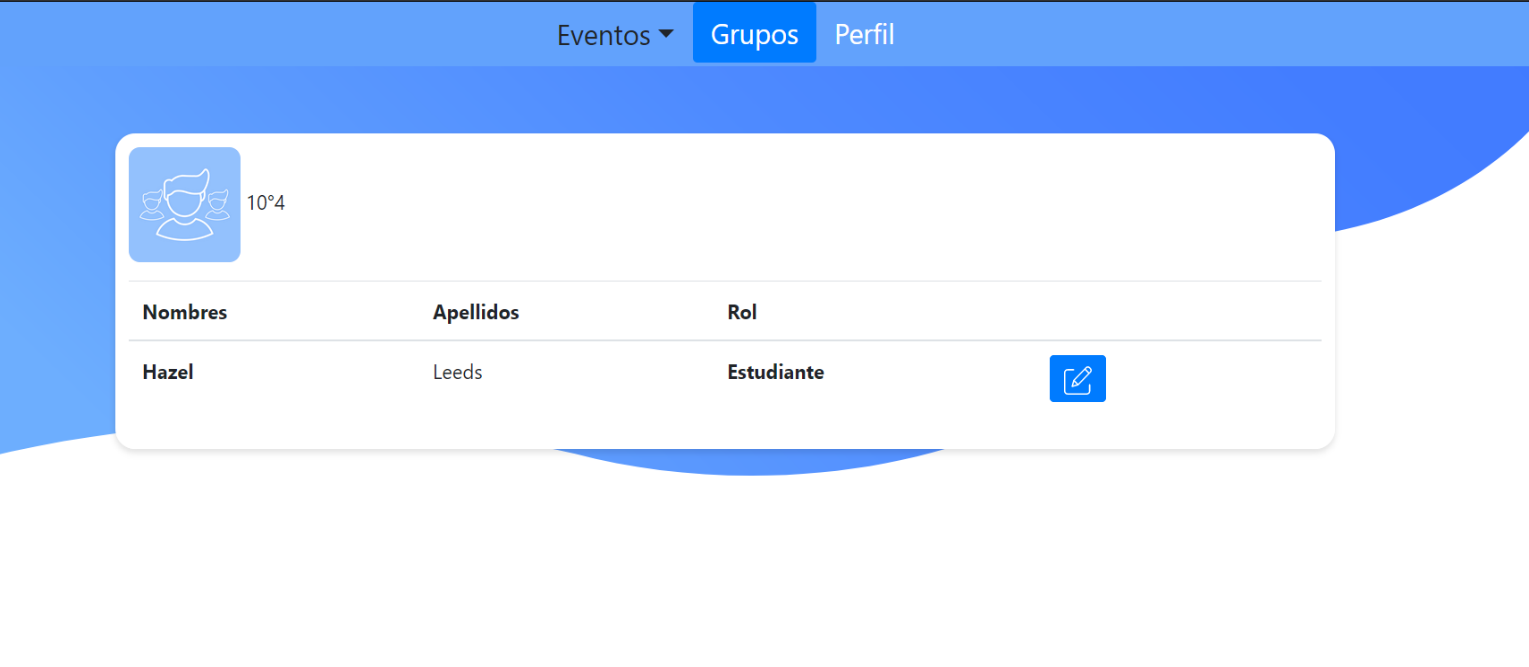 Eventos Grupos Perfil
10°4
Nombres Apellidos Rol
Hazel Leeds Estudiante